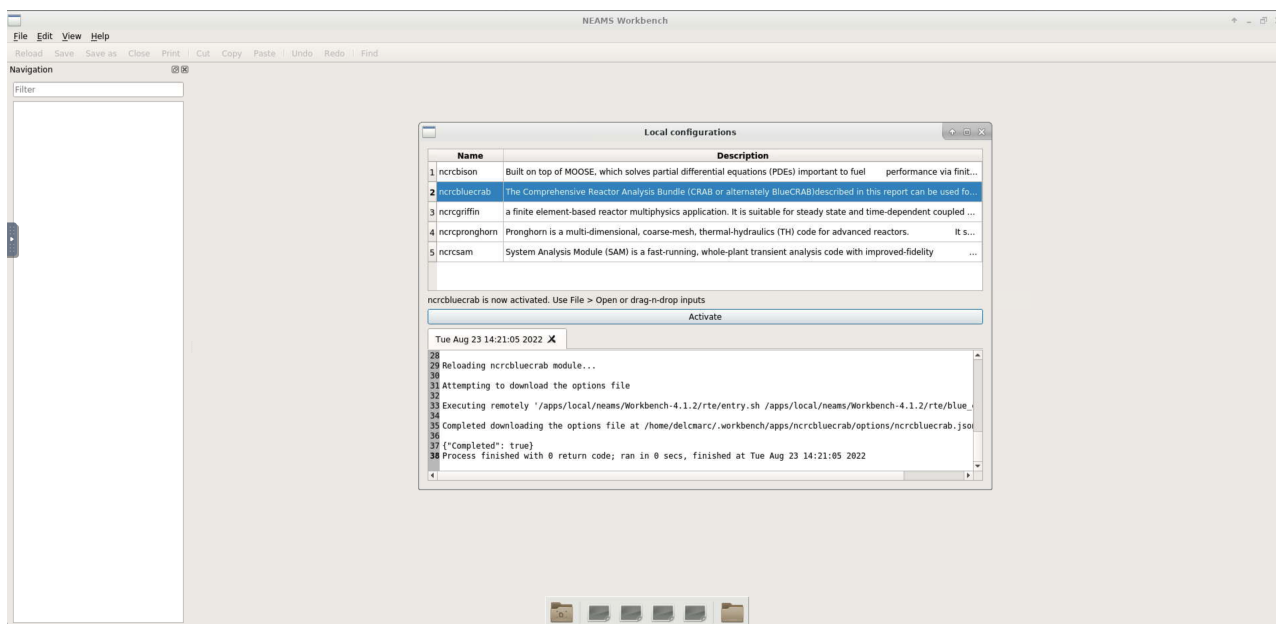 NEAMS Workbench
File Edit View Help
Reload Save Save as Close Print Cut Copy Paste Undo Redo Find
Navigation
Filter
Local configurations
Name Description
1 ncrcbison Built on top of MOOSE, which solves partial differential equations (PDEs) important to fuel performance via finit...
2 ncrcbluecrab The Comprehensive Reactor Analysis Bundle (CRAB or alternately BlueCRAB)described in this report can be used fo...
3 ncrcgriffin a finite element-based reactor multiphysics application. It is suitable for steady state and time-dependent coupled ...
4 ncrcpronghorn Pronghorn is a multi-dimensional, coarse-mesh, thermal-hydraulics (TH) code for advanced reactors. It s...
5 ncrcsam System Analysis Module (SAM) is a fast-running, whole-plant transient analysis code with improved-fidelity ...
ncrcbluecrab is now activated. Use File > Open or drag-n-drop inputs
Activate
Tue Aug 23 14:21:05 2022
28
29 Reloading ncrcbluecrab module...
30
31 Attempting to download the options file
32
33 Executing remotely '/apps/local/neams/Workbench-4.1.2/rte/entry.sh /apps/local/neams/Workbench-4.1.2/rte/blue_
34
35 Completed downloading the options file at /home/delcmarc/.workbench/apps/ncrcbluecrab/options/ncrcbluecrab.jso
36
37 {"Completed": true}
38 Process finished with 0 return code; ran in 0 secs, finished at Tue Aug 23 14:21:05 2022